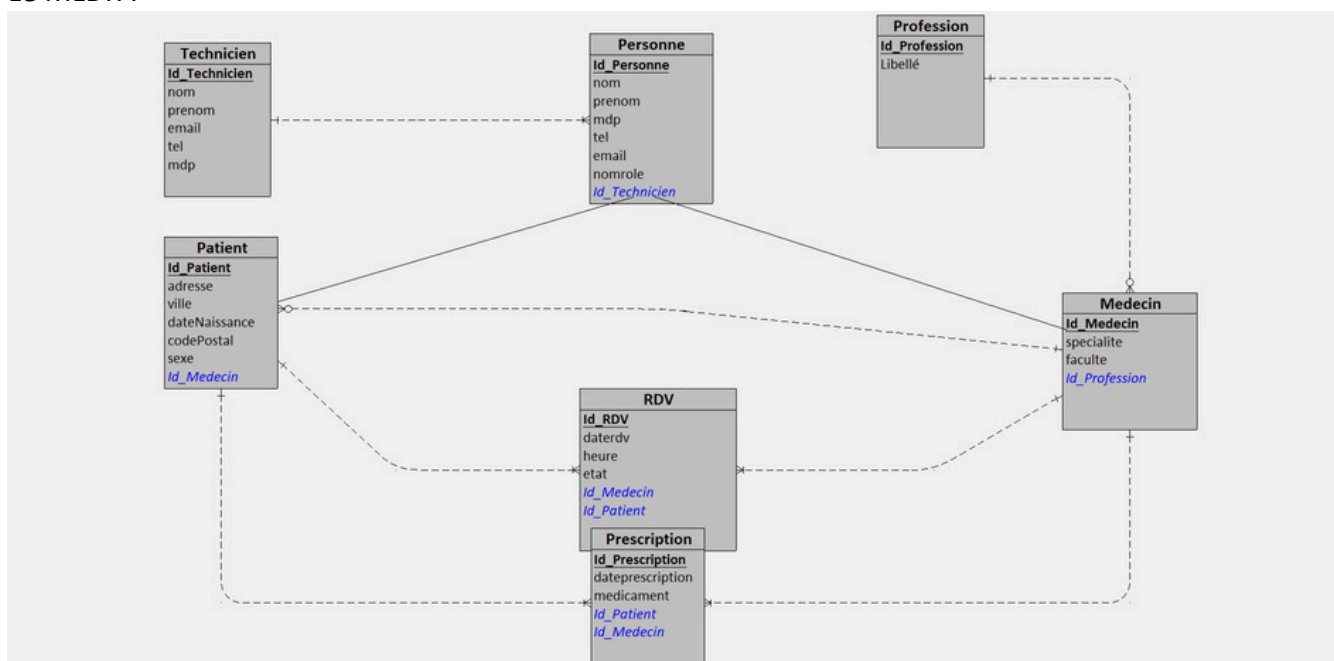 Technicien
Id_Technicien
nom
prenom
email
tel
mdp
Personne
Id_Personne
nom
prenom
mdp
tel
email
nomrole
Id_Technicien
Profession
Id_Profession
Libellé
Patient
Id_Patient
adresse
ville
dateNaissance
codePostal
sexe
Id_Medecin
Medecin
Id_Medecin
specialite
faculte
Id_Profession
RDV
Id_RDV
daterdv
heure
etat
Id_Medecin
Id_Patient
Prescription
Id_Prescription
dateprescription
medicament
Id_Patient
Id_Medecin